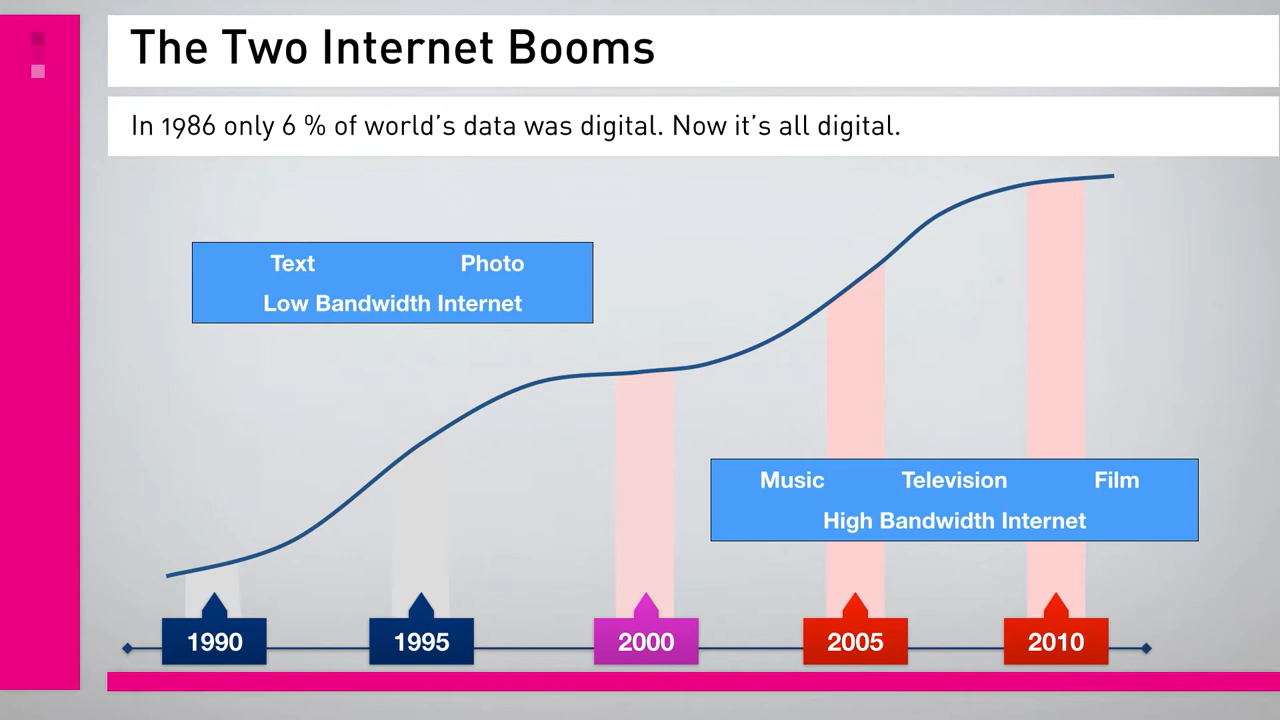 The Two Internet Booms
In 1986 only 6 % of world's data was digital. Now it's all digital.
Text Photo
Low Bandwidth Internet
Music Television Film
High Bandwidth Internet
1990 1995 2000 2005 2010